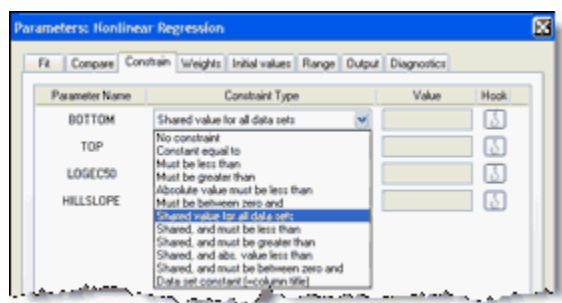 Parameters: Nonlinear Regression
Fit Compare Constrain Weights Initial values Range Output Diagnostics
Parameter Name Constraint Type Value Hook
BOTTOM Shared value for all data sets
TOP
LOGEC50
HILLSLOPE
No constraint
Constant equal to
Must be less than
Must be greater than
Absolute value must be less than
Must be between zero and
Shared value for all data sets
Shared, and must be less than
Shared, and must be greater than
Shared, and abs. value less than
Shared, and must be between zero and
Data set constant (=column title)